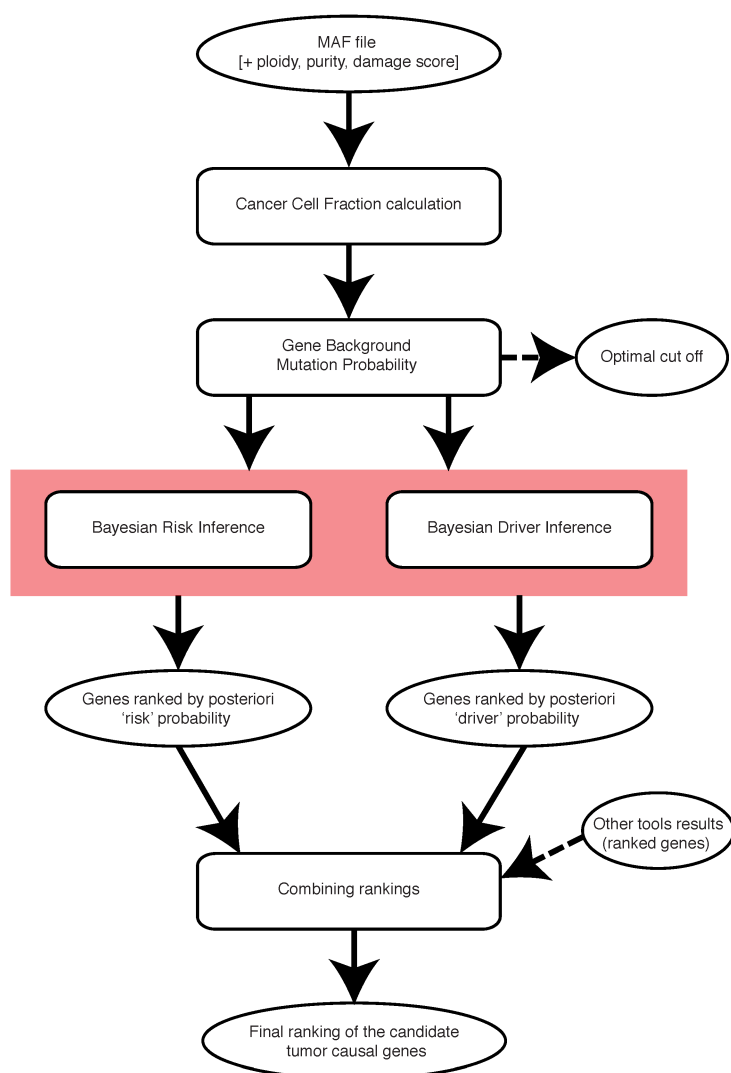 MAF file
[+ ploidy, purity, damage score]
Cancer Cell Fraction calculation
Gene Background
Mutation Probability
Optimal cut off
Bayesian Risk Inference
Bayesian Driver Inference
Genes ranked by posteriori
‘risk’ probability
Genes ranked by posteriori
‘driver’ probability
Other tools results
(ranked genes)
Combining rankings
Final ranking of the candidate
tumor causal genes